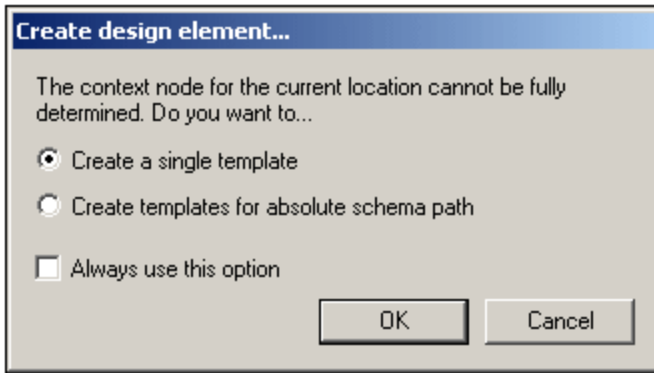 Create design element...
The context node for the current location cannot be fully
determined. Do you want to...
Create a single template
Create templates for absolute schema path
Always use this option
OK
Cancel